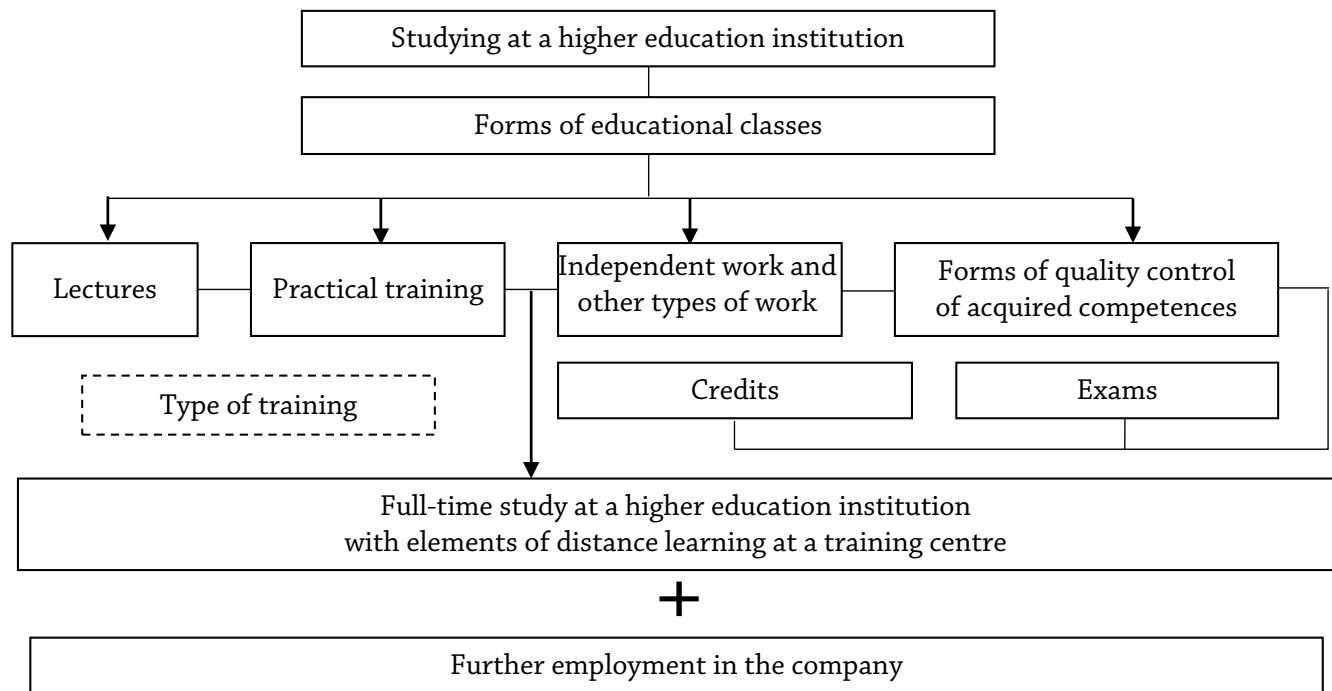 Studying at a higher education institution
Forms of educational classes
Lectures
Practical training
Independent work and
other types of work
Forms of quality control
of acquired competences
Type of training
Credits
Exams
Full-time study at a higher education institution
with elements of distance learning at a training centre
+
Further employment in the company